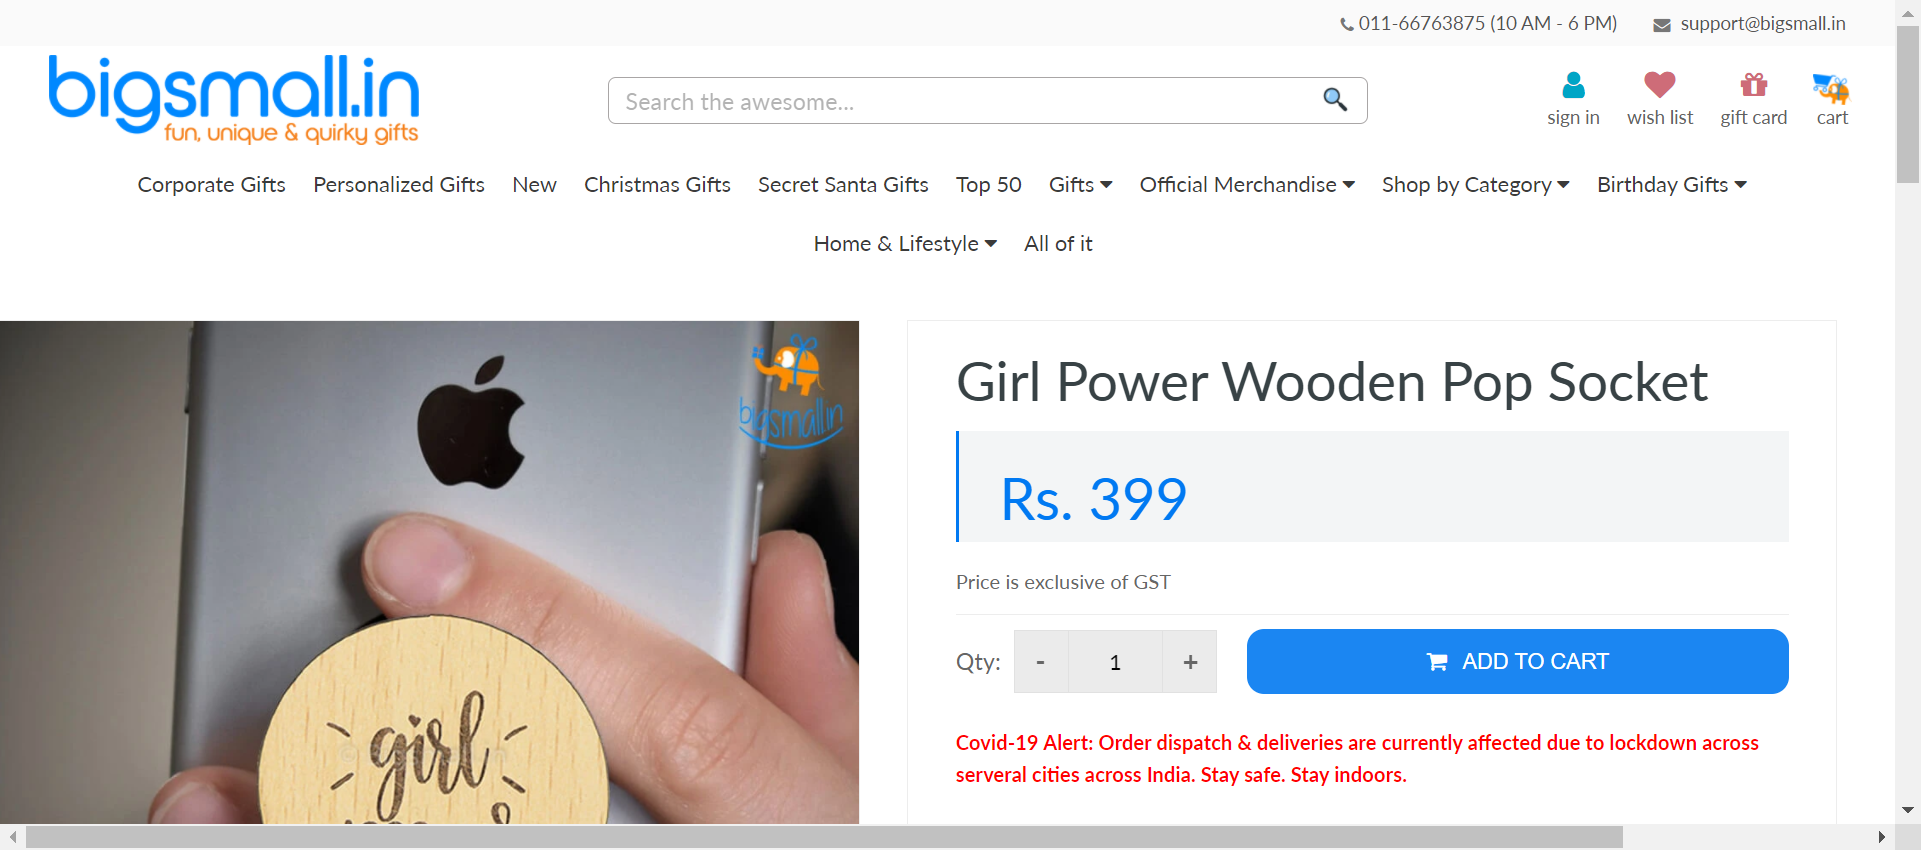 011-66763875 (10 AM - 6 PM) support@bigsmall.in
bigsmall.in
fun, unique & quirky gifts
Search the awesome...
sign in wish list gift card cart
Corporate Gifts Personalized Gifts New Christmas Gifts Secret Santa Gifts Top 50 Gifts Official Merchandise Shop by Category Birthday Gifts
Home & Lifestyle All of it
bigsmall.in
girl
Girl Power Wooden Pop Socket
Rs. 399
Price is exclusive of GST
Qty: - 1 + ADD TO CART
Covid-19 Alert: Order dispatch & deliveries are currently affected due to lockdown across
serveral cities across India. Stay safe. Stay indoors.